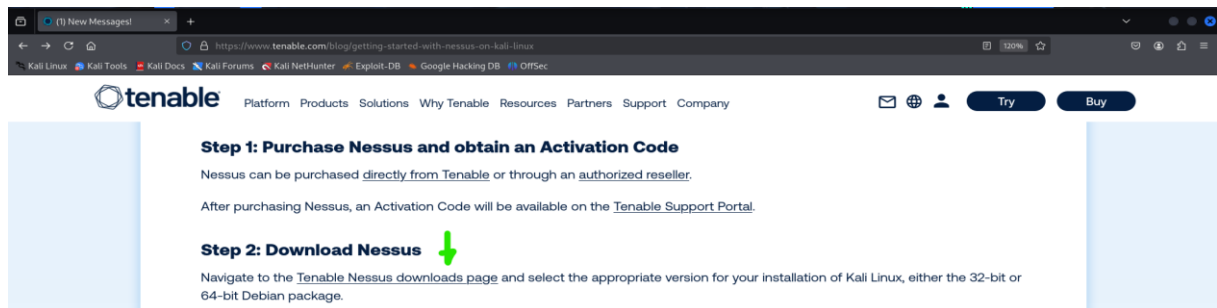 (1) New Messages!
https://www.tenable.com/blog/getting-started-with-nessus-on-kali-linux
120%
Kali Linux Kali Tools Kali Docs Kali Forums Kali NetHunter Exploit-DB Google Hacking DB OffSec
tenable Platform Products Solutions Why Tenable Resources Partners Support Company Try Buy
Step 1: Purchase Nessus and obtain an Activation Code
Nessus can be purchased directly from Tenable or through an authorized reseller.
After purchasing Nessus, an Activation Code will be available on the Tenable Support Portal.
Step 2: Download Nessus
Navigate to the Tenable Nessus downloads page and select the appropriate version for your installation of Kali Linux, either the 32-bit or
64-bit Debian package.